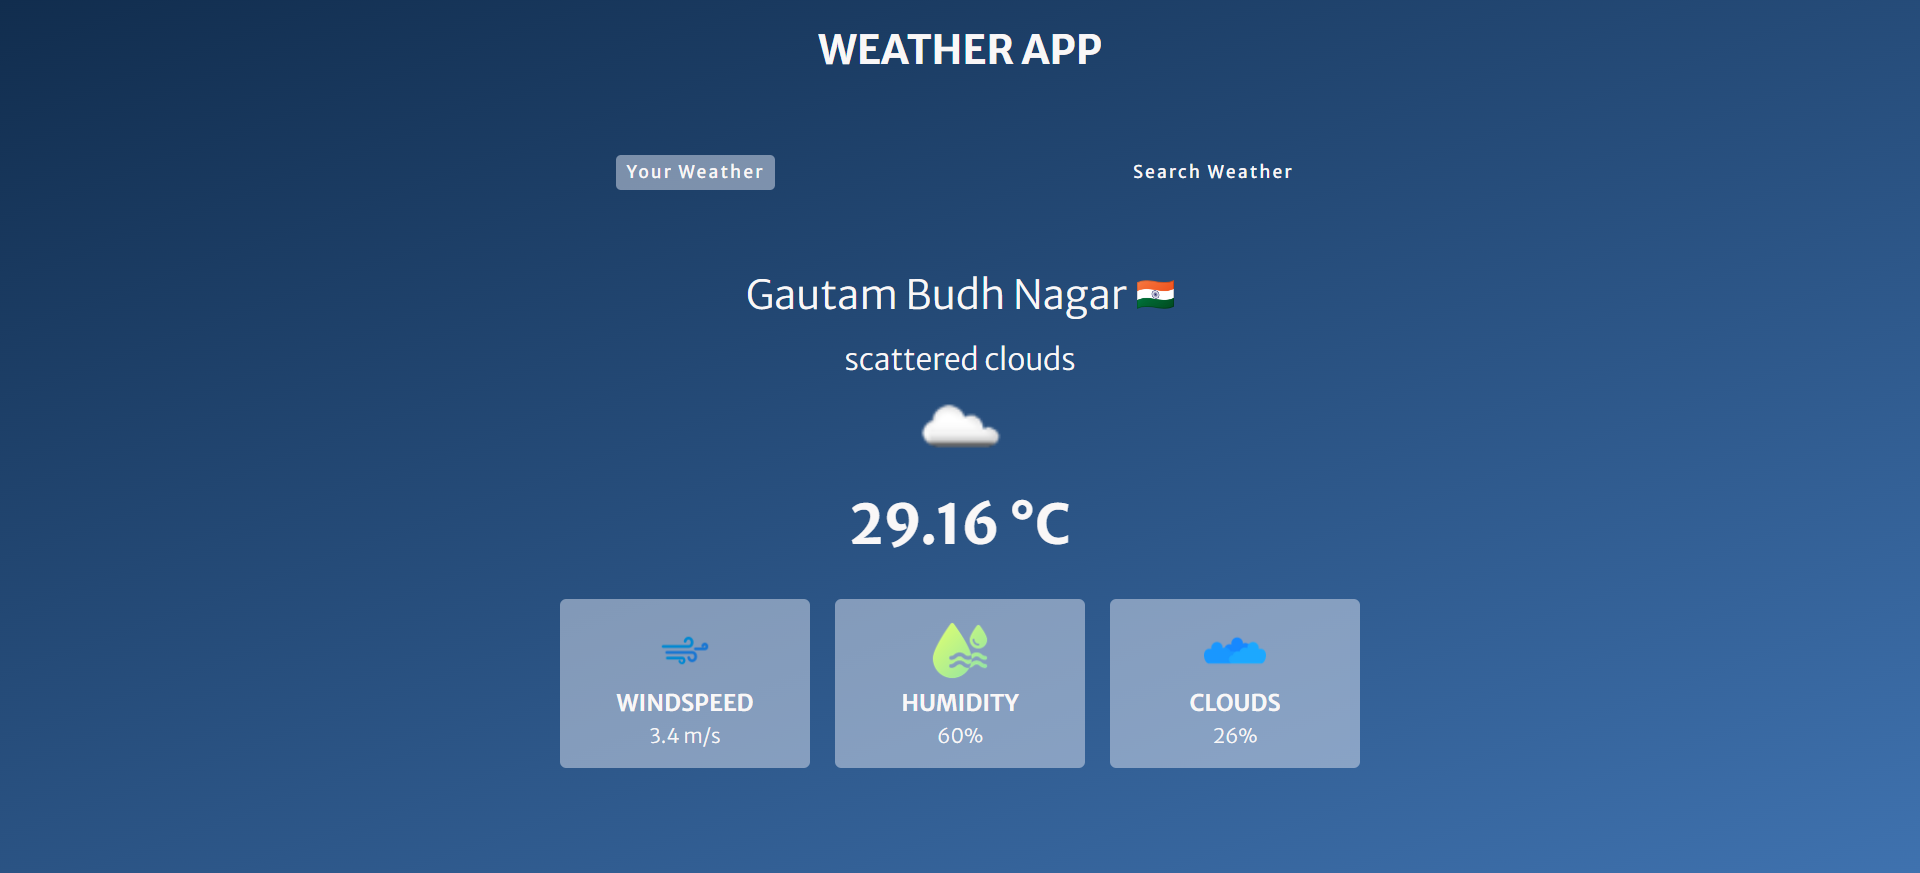 WEATHER APP
Your Weather
Search Weather
Gautam Budh Nagar
scattered clouds
29.16 °C
WINDSPEED
3.4 m/s
HUMIDITY
60%
CLOUDS
26%